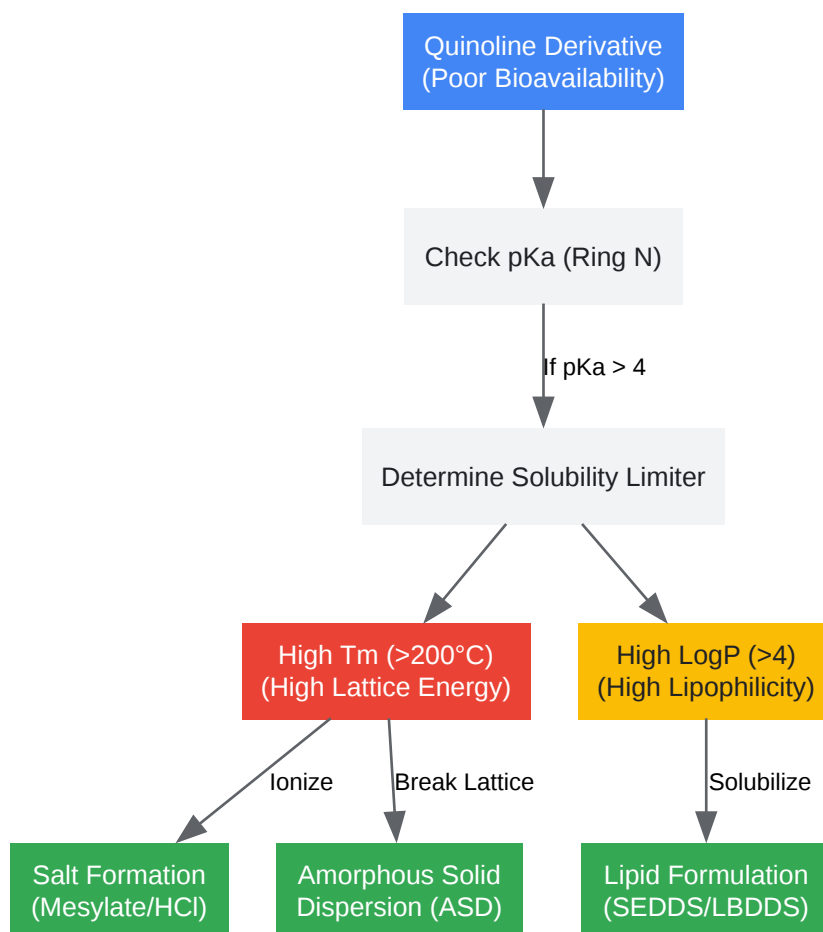 Quinoline Derivative
(Poor Bioavailability)
Check pKa (Ring N)
If pKa > 4
Determine Solubility Limiter
High Tm (>200°C)
(High Lattice Energy)
High LogP (>4)
(High Lipophilicity)
Ionize
Break Lattice
Solubilize
Salt Formation
(Mesylate/HCl)
Amorphous Solid
Dispersion (ASD)
Lipid Formulation
(SEDDS/LBDDS)